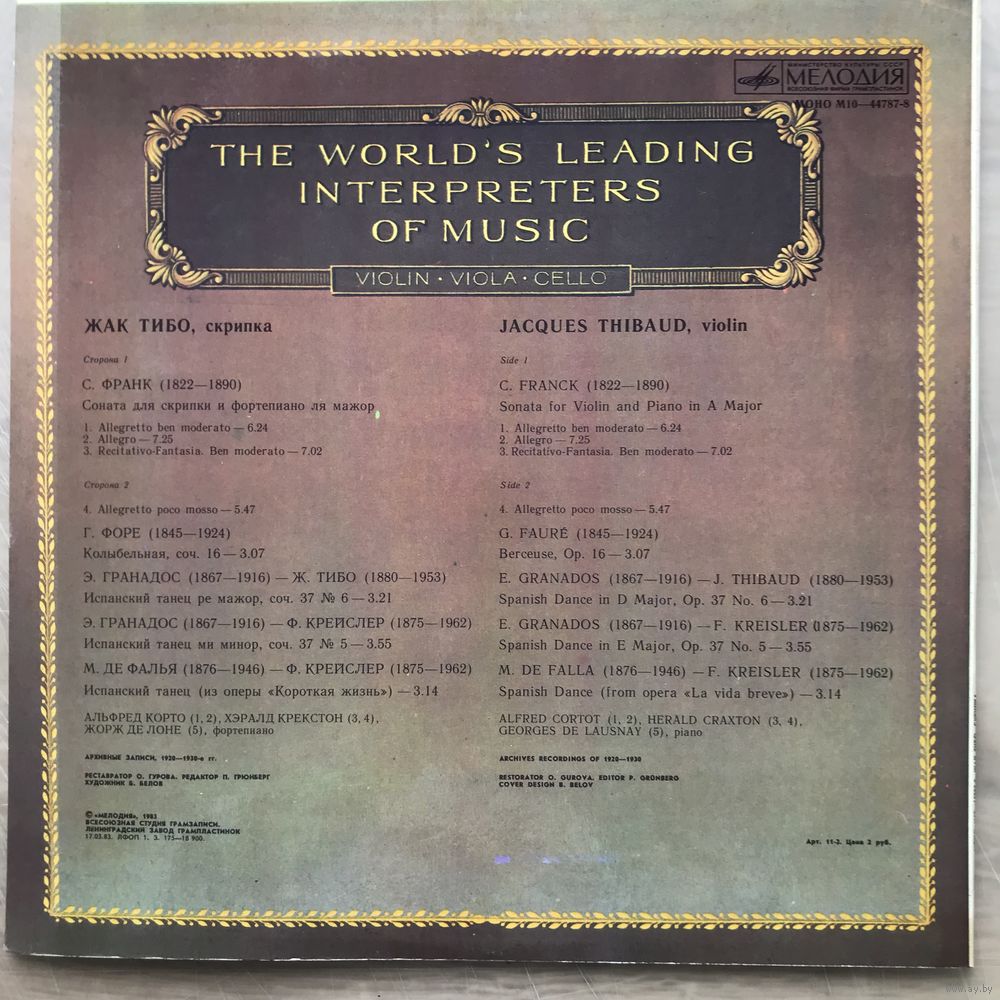 МИНИСТЕРСТВО КУЛЬТУРЫ СССР
МЕЛОДИЯ
ВСЕСОЮЗНАЯ ФИРМА ГРАМПЛАСТИНОК
МОНО М10—44787-8
THE WORLD'S LEADING
INTERPRETERS
OF MUSIC
VIOLIN · VIOLA · CELLO
ЖАК ТИБО, скрипка
Сторона 1
С. ФРАНК (1822—1890)
Соната для скрипки и фортепиано ля мажор
1. Allegretto ben moderato — 6.24
2. Allegro — 7.25
3. Recitativo-Fantasia. Ben moderato — 7.02
Сторона 2
4. Allegretto poco mosso — 5.47
Г. ФОРЕ (1845—1924)
Колыбельная, соч. 16 — 3.07
Э. ГРАНАДОС (1867—1916) — Ж. ТИБО (1880—1953)
Испанский танец ре мажор, соч. 37 № 6 — 3.21
Э. ГРАНАДОС (1867—1916) — Ф. КРЕЙСЛЕР (1875—1962)
Испанский танец ми минор, соч. 37 № 5 — 3.55
М. ДЕ ФАЛЬЯ (1876—1946) — Ф. КРЕЙСЛЕР (1875—1962)
Испанский танец (из оперы «Короткая жизнь») — 3.14
АЛЬФРЕД КОРТО (1, 2), ХЭРАЛД КРЕКСТОН (3, 4),
ЖОРЖ ДЕ ЛОНЕ (5), фортепиано
АРХИВНЫЕ ЗАПИСИ, 1920—1930-е гг.
РЕСТАВРАТОР О. ГУРОВА. РЕДАКТОР П. ГРЮНБЕРГ
ХУДОЖНИК Б. БЕЛОВ
© «МЕЛОДИЯ», 1983
ВСЕСОЮЗНАЯ СТУДИЯ ГРАМЗАПИСИ.
ЛЕНИНГРАДСКИЙ ЗАВОД ГРАМПЛАСТИНОК
17.03.83. ЛФОП 1. З. 175—15 900.
JACQUES THIBAUD, violin
Side 1
C. FRANCK (1822—1890)
Sonata for Violin and Piano in A Major
1. Allegretto ben moderato — 6.24
2. Allegro — 7.25
3. Recitativo-Fantasia. Ben moderato — 7.02
Side 2
4. Allegretto poco mosso — 5.47
G. FAURÉ (1845—1924)
Berceuse, Op. 16 — 3.07
E. GRANADOS (1867—1916) — J. THIBAUD (1880—1953)
Spanish Dance in D Major, Op. 37 No. 6 — 3.21
E. GRANADOS (1867—1916) — F. KREISLER (1875—1962)
Spanish Dance in E Major, Op. 37 No. 5 — 3.55
M. DE FALLA (1876—1946) — F. KREISLER (1875—1962)
Spanish Dance (from opera «La vida breve») — 3.14
ALFRED CORTOT (1, 2), HERALD CRAXTON (3, 4),
GEORGES DE LAUSNAY (5), piano
ARCHIVES RECORDINGS OF 1920—1930
RESTORATOR O. GUROVA. EDITOR P. GRÜNBERG
COVER DESIGN B. BELOV
Арт. 11-2. Цена 2 руб.
www.ay.by